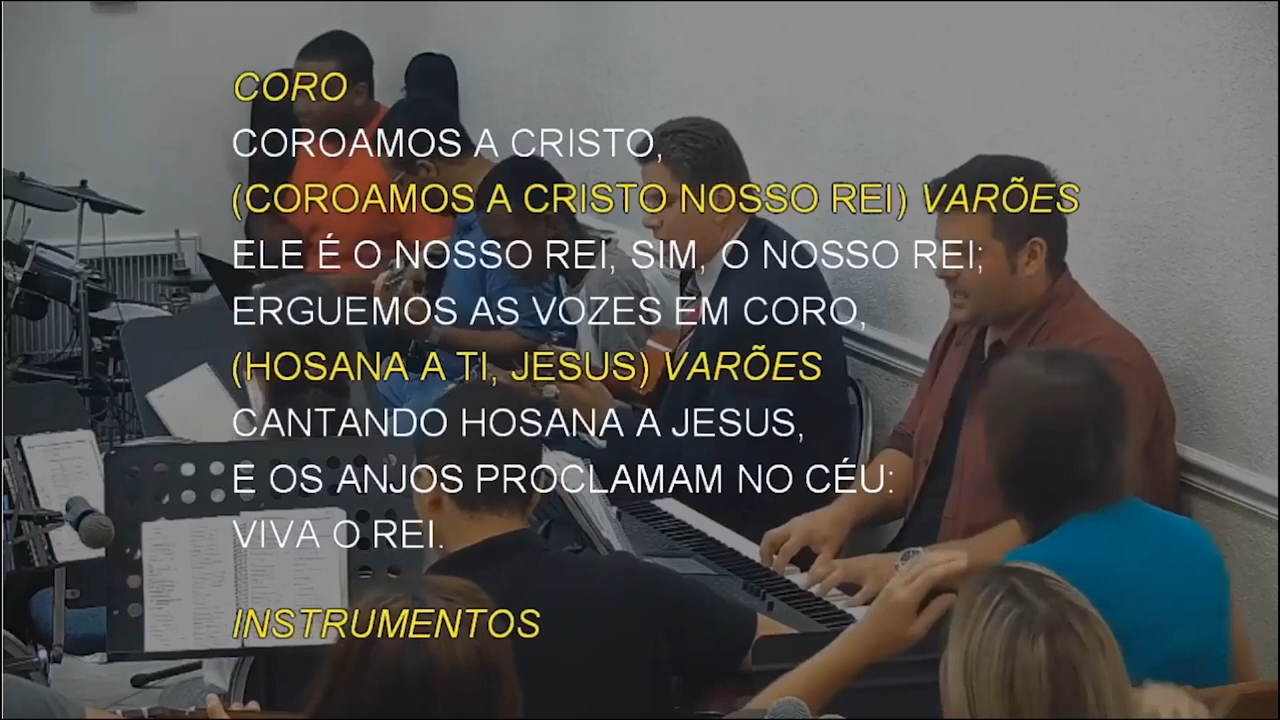 CORO
COROAMOS A CRISTO,
(COROAMOS A CRISTO NOSSO REI) VARÕES
ELE É O NOSSO REI, SIM, O NOSSO REI;
ERGUEMOS AS VOZES EM CORO,
(HOSANA A TI, JESUS) VARÕES
CANTANDO HOSANA A JESUS,
E OS ANJOS PROCLAMAM NO CÉU:
VIVA O REI.
INSTRUMENTOS